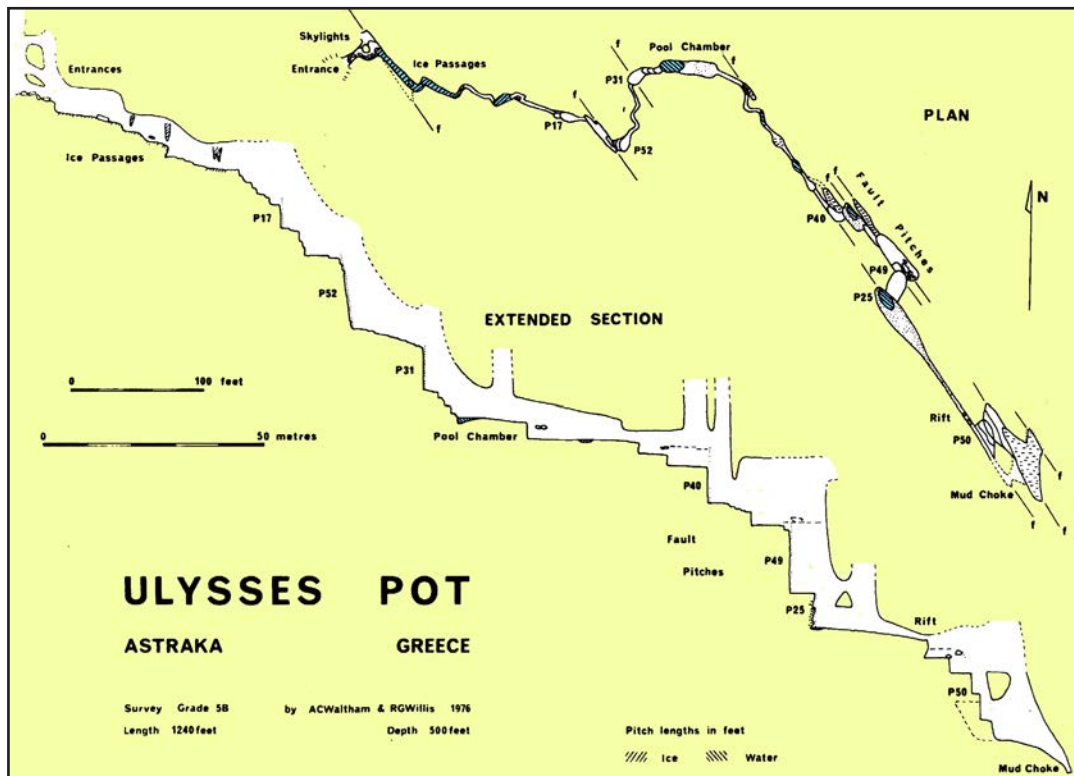 Skylights
Entrance
Ice Passages
P17
P52
P31
Pool Chamber
PLAN
N
P40
Fault
Pitches
P49
P25
Rift
P50
Mud Choke
f
f
f
f
f
f
f
f
f
f
f
f
Entrances
Ice Passages
P17
P52
P31
EXTENDED SECTION
0 100 feet
0 50 metres
Pool Chamber
P40
Fault
Pitches
P49
P25
Rift
P50
Mud Choke
ULYSSES POT
ASTRAKA GREECE
Survey Grade 5B by ACWaltham & RGWillis 1976
Length 1240feet Depth 500feet
Pitch lengths in feet
Ice Water